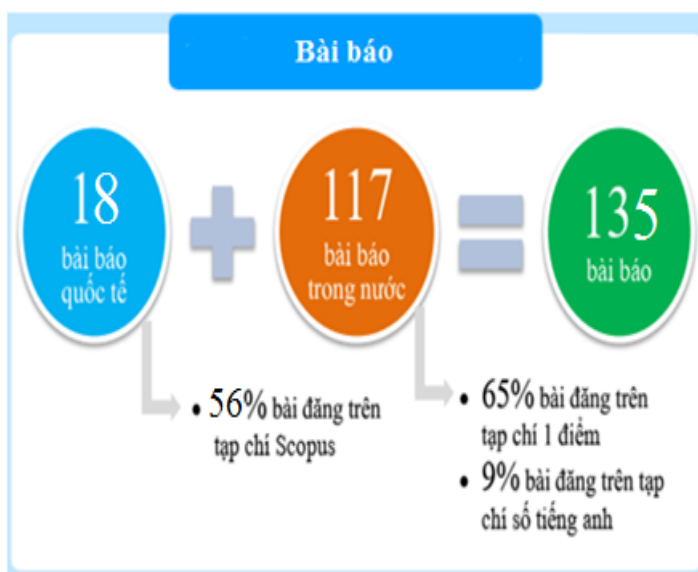 Bài báo
18
bài báo
quốc tế
117
bài báo
trong nước
135
bài báo
• 56% bài đăng trên
tạp chí Scopus
• 65% bài đăng trên
tạp chí 1 điểm
• 9% bài đăng trên tạp
chí số tiếng anh